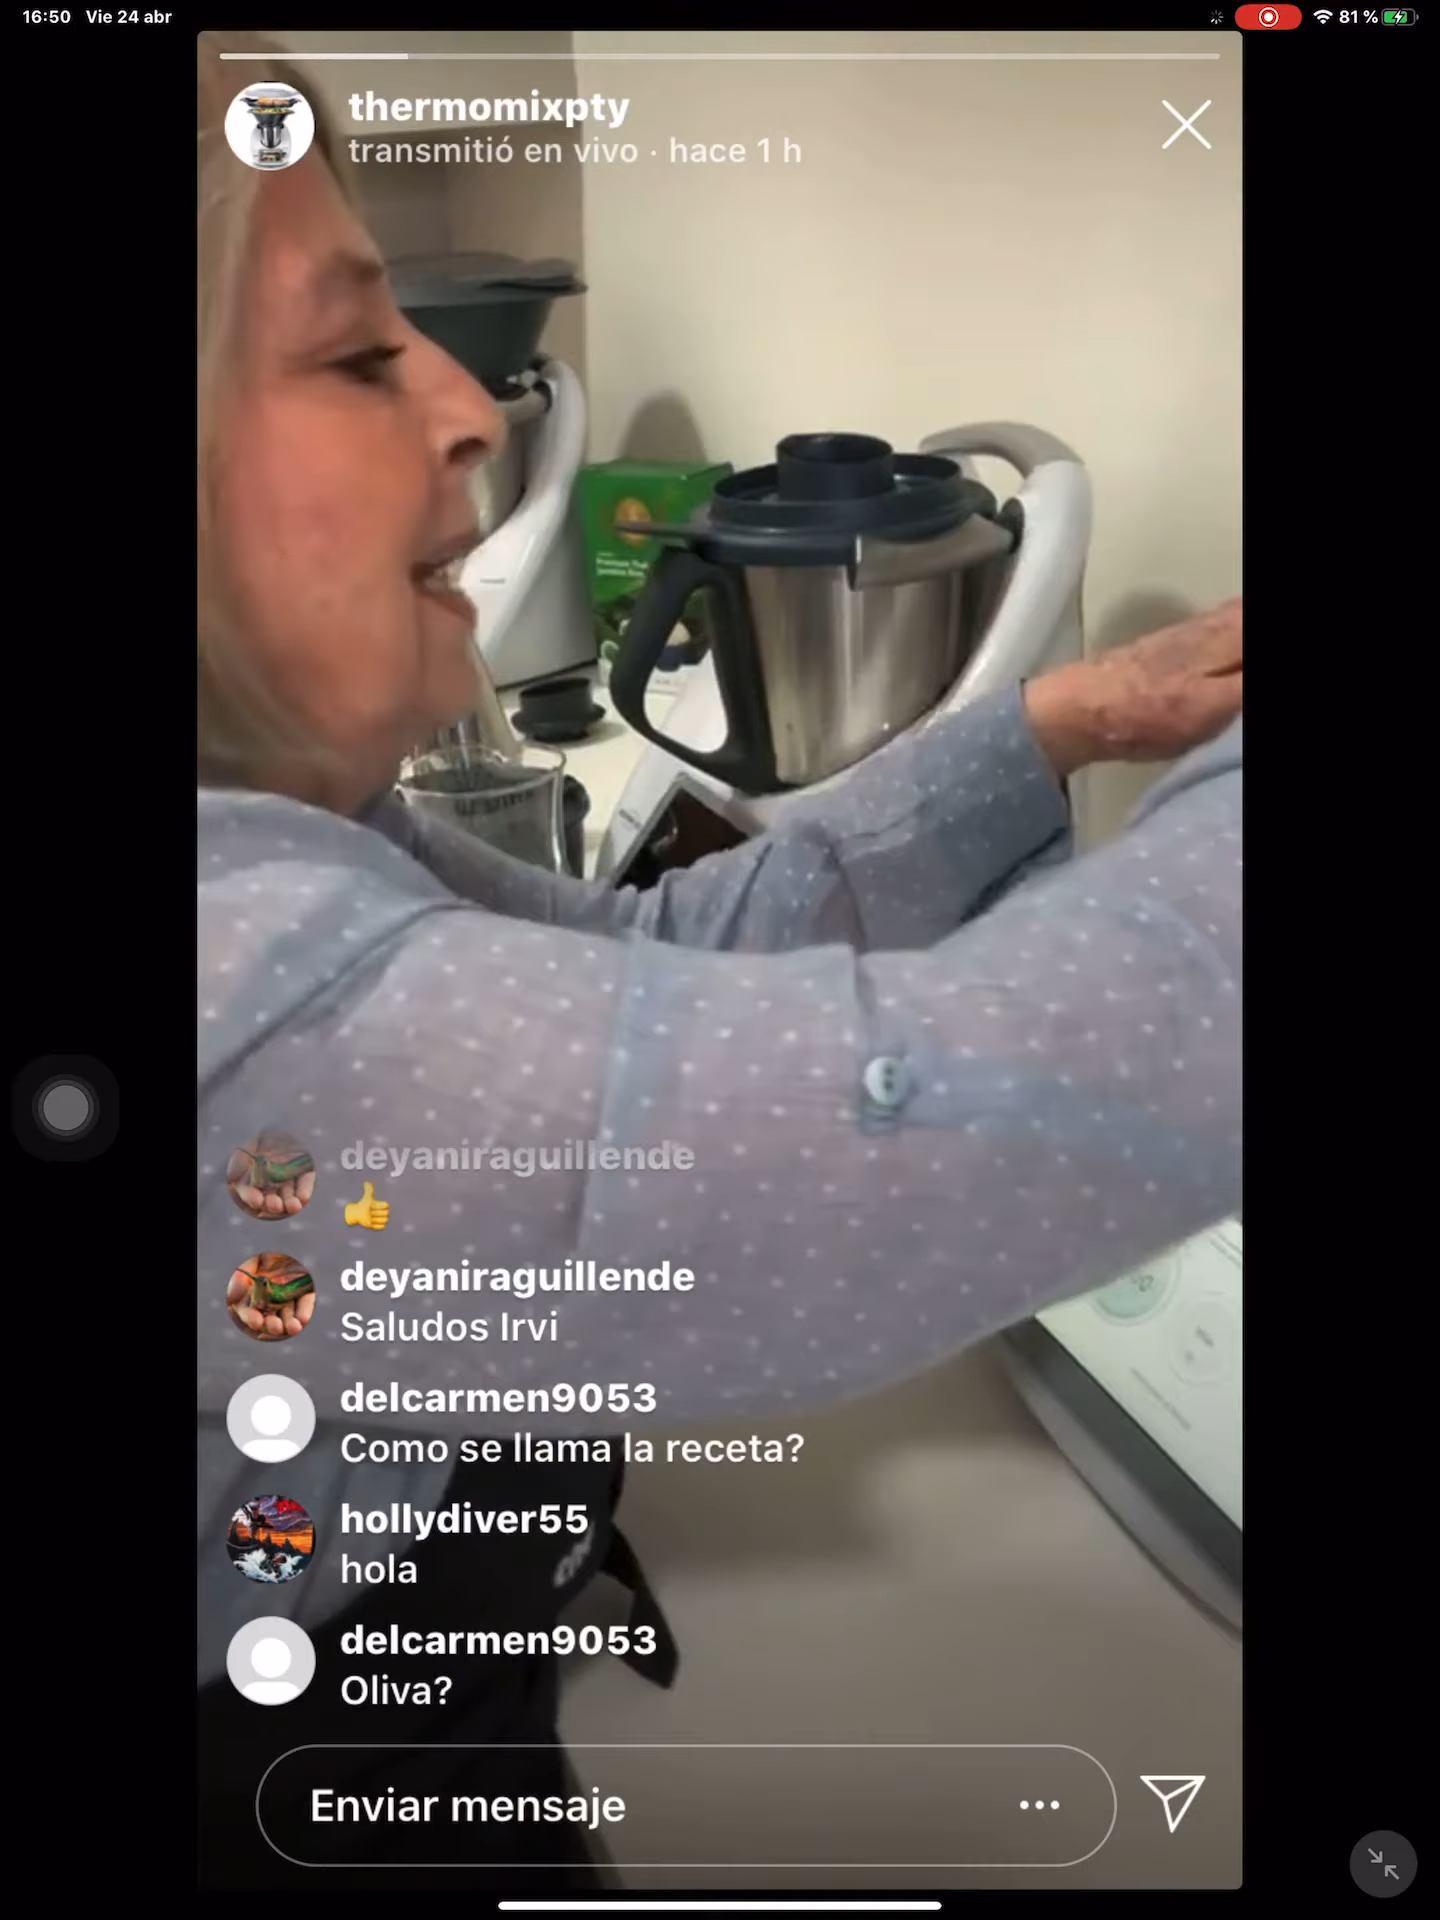 16:50 Vie 24 abr
81 %
thermomixpty
transmitió en vivo · hace 1 h
deyaniraguillende
👍
deyaniraguillende
Saludos Irvi
delcarmen9053
Como se llama la receta?
hollydiver55
hola
delcarmen9053
Oliva?
Enviar mensaje